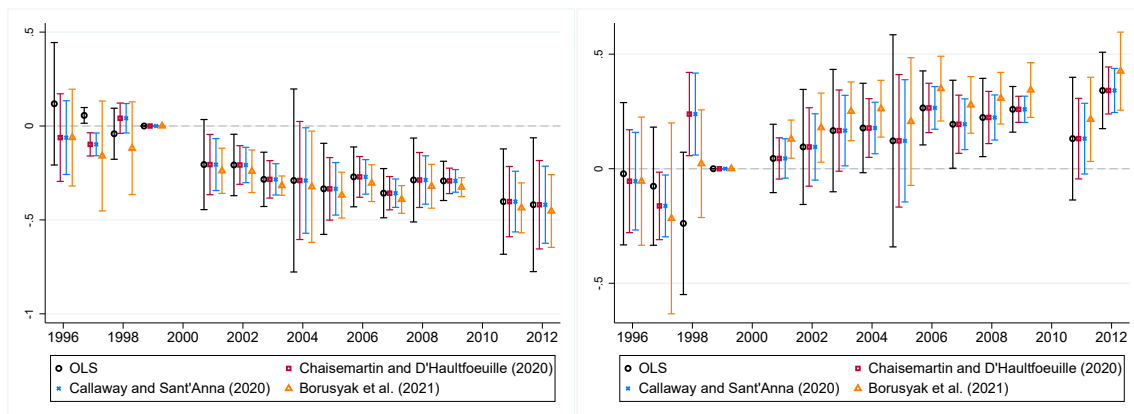 .5
0
-.5
-1
1996 1998 2000 2002 2004 2006 2008 2010 2012
OLS Chaisemartin and D'Haultfoeuille (2020)
Callaway and Sant'Anna (2020) Borusyak et al. (2021)
.5
0
-.5
1996 1998 2000 2002 2004 2006 2008 2010 2012
OLS Chaisemartin and D'Haultfoeuille (2020)
Callaway and Sant'Anna (2020) Borusyak et al. (2021)